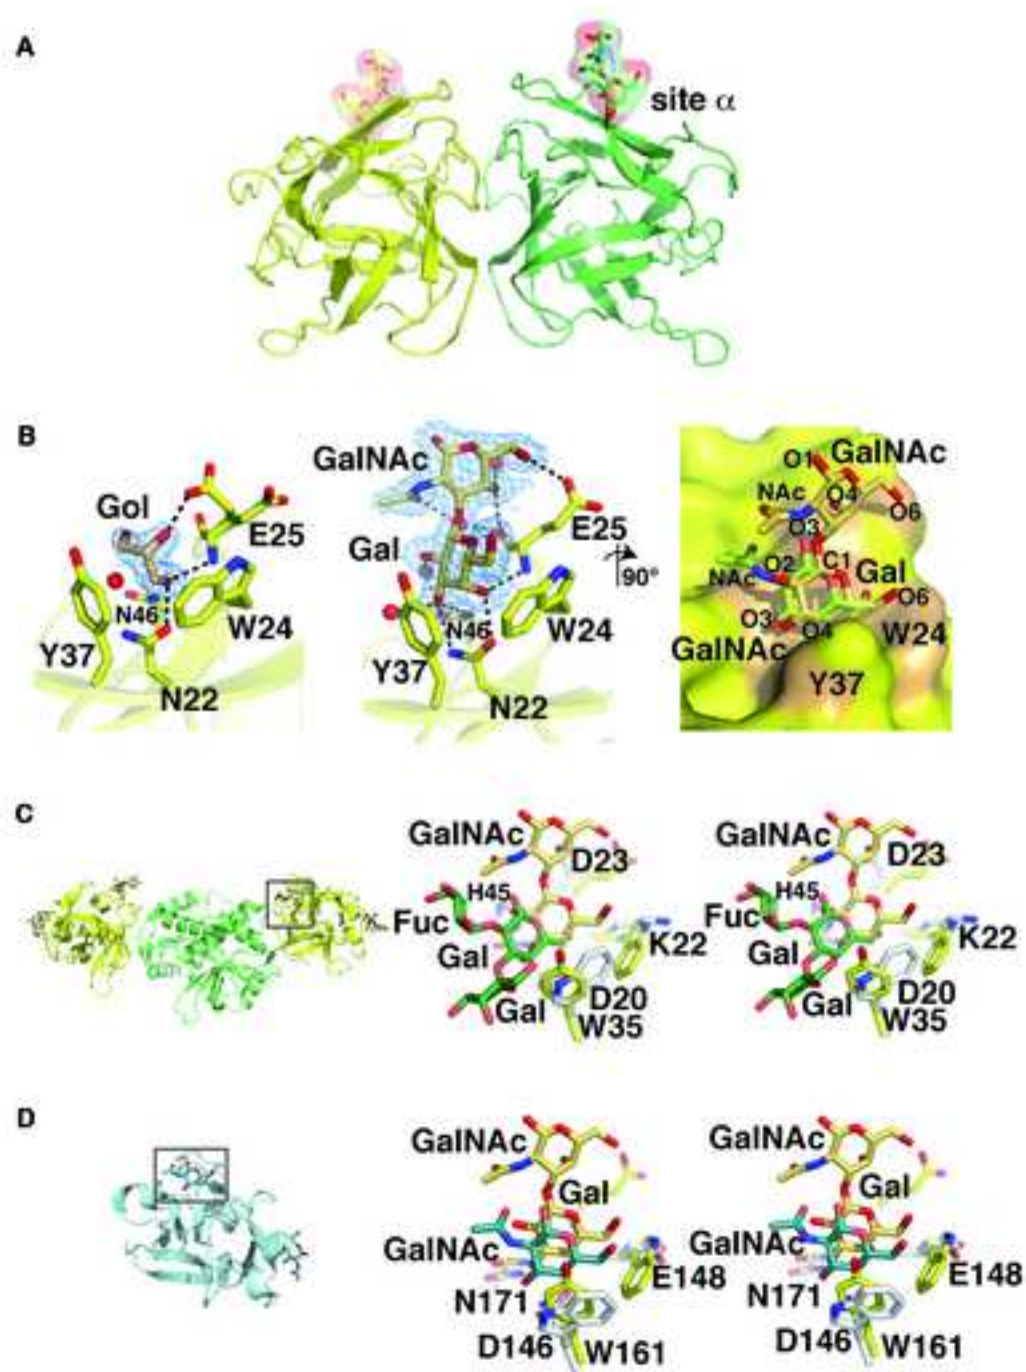 A
site α
B
Gol
E25
N46
W24
Y37
N22
GalNAc
Gal
E25
90°
N46
W24
Y37
N22
O1 GalNAc
NAc O4
O6
O3
O2 C1 Gal
NAc
O6
O3 O4
W24
GalNAc
Y37
C
GalNAc
D23
H45
Fuc
K22
Gal
D20
Gal
W35
GalNAc
D23
H45
Fuc
K22
Gal
D20
Gal
W35
D
GalNAc
Gal
GalNAc
E148
N171
D146
W161
GalNAc
Gal
GalNAc
E148
N171
D146
W161